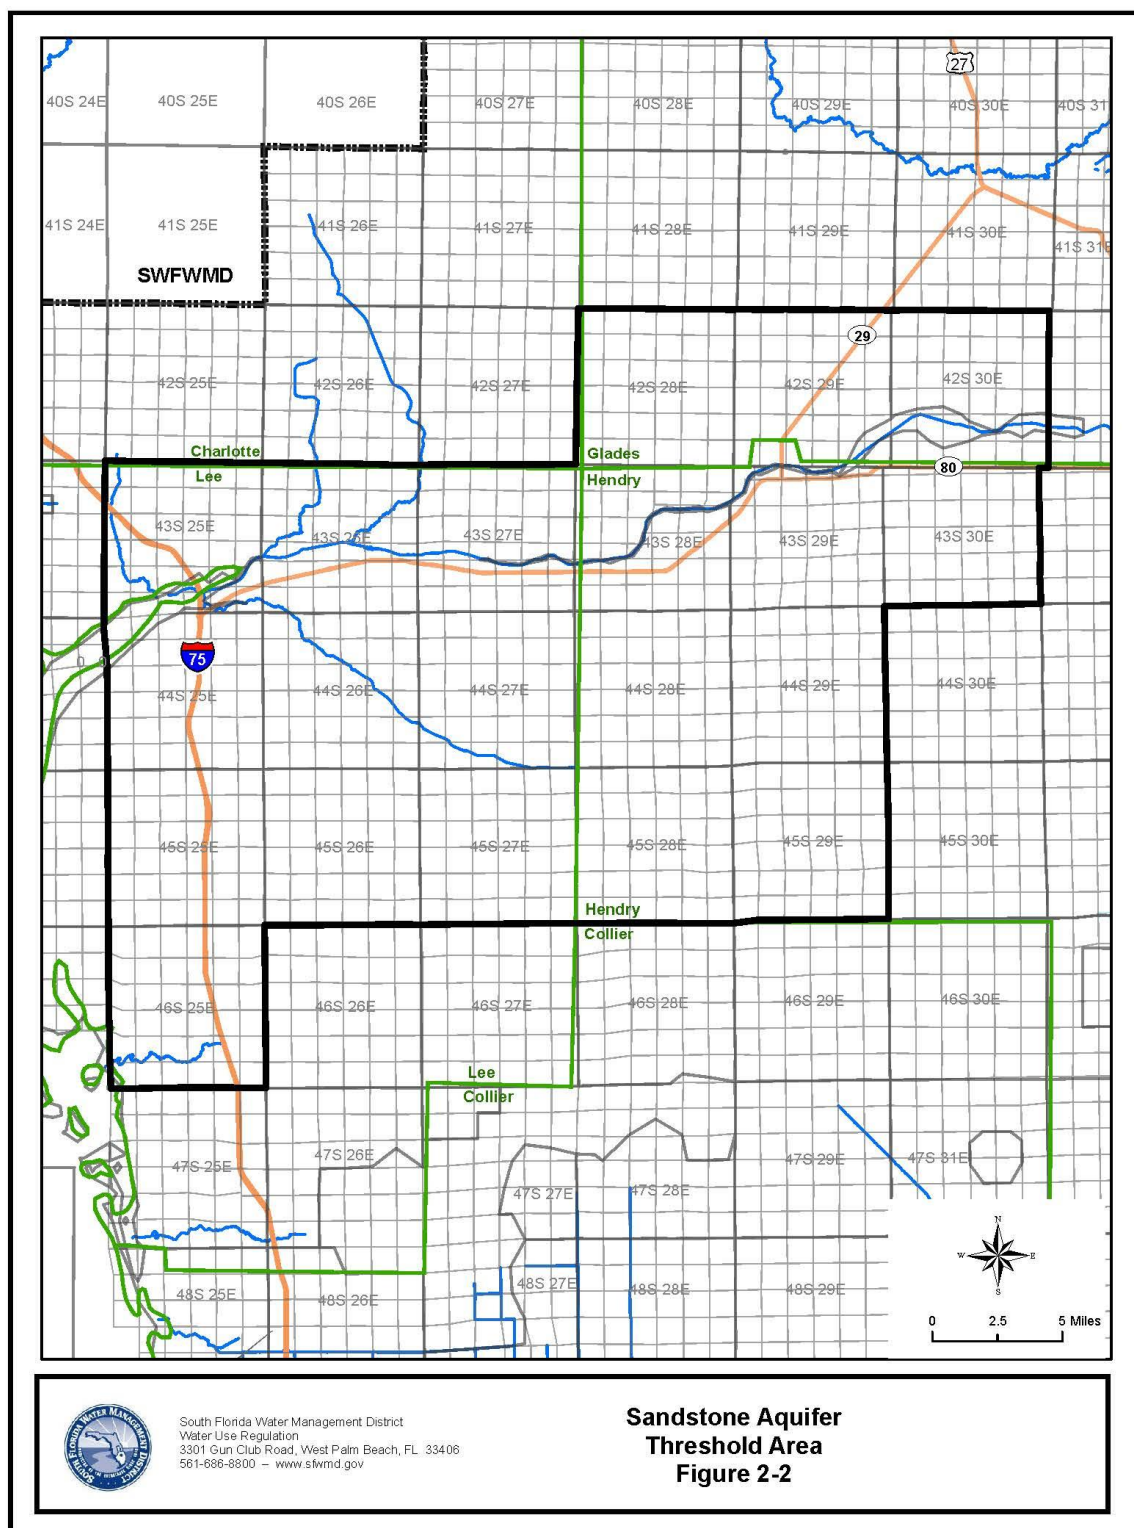 27
40S 24E
40S 25E
40S 26E
40S 27E
40S 28E
40S 29E
40S 30E
40S 31
41S 24E
41S 25E
41S 26E
41S 27E
41S 28E
41S 29E
41S 30E
41S 31E
SWFWMD
29
42S 25E
42S 26E
42S 27E
42S 28E
42S 29E
42S 30E
Charlotte
Glades
Lee
Hendry
80
43S 25E
43S 26E
43S 27E
43S 28E
43S 29E
43S 30E
75
44S 25E
44S 26E
44S 27E
44S 28E
44S 29E
44S 30E
45S 25E
45S 26E
45S 27E
45S 28E
45S 29E
45S 30E
Hendry
Collier
46S 25E
46S 26E
46S 27E
46S 28E
46S 29E
46S 30E
Lee
Collier
47S 25E
47S 26E
47S 27E
47S 28E
47S 29E
47S 31E
N
W
E
S
48S 25E
48S 26E
48S 27E
48S 28E
48S 29E
0 2.5 5 Miles
South Florida Water Management District
Water Use Regulation
3301 Gun Club Road, West Palm Beach, FL 33406
561-686-8800 – www.sfwmd.gov
Sandstone Aquifer
Threshold Area
Figure 2-2
SOUTH FLORIDA WATER MANAGEMENT DISTRICT